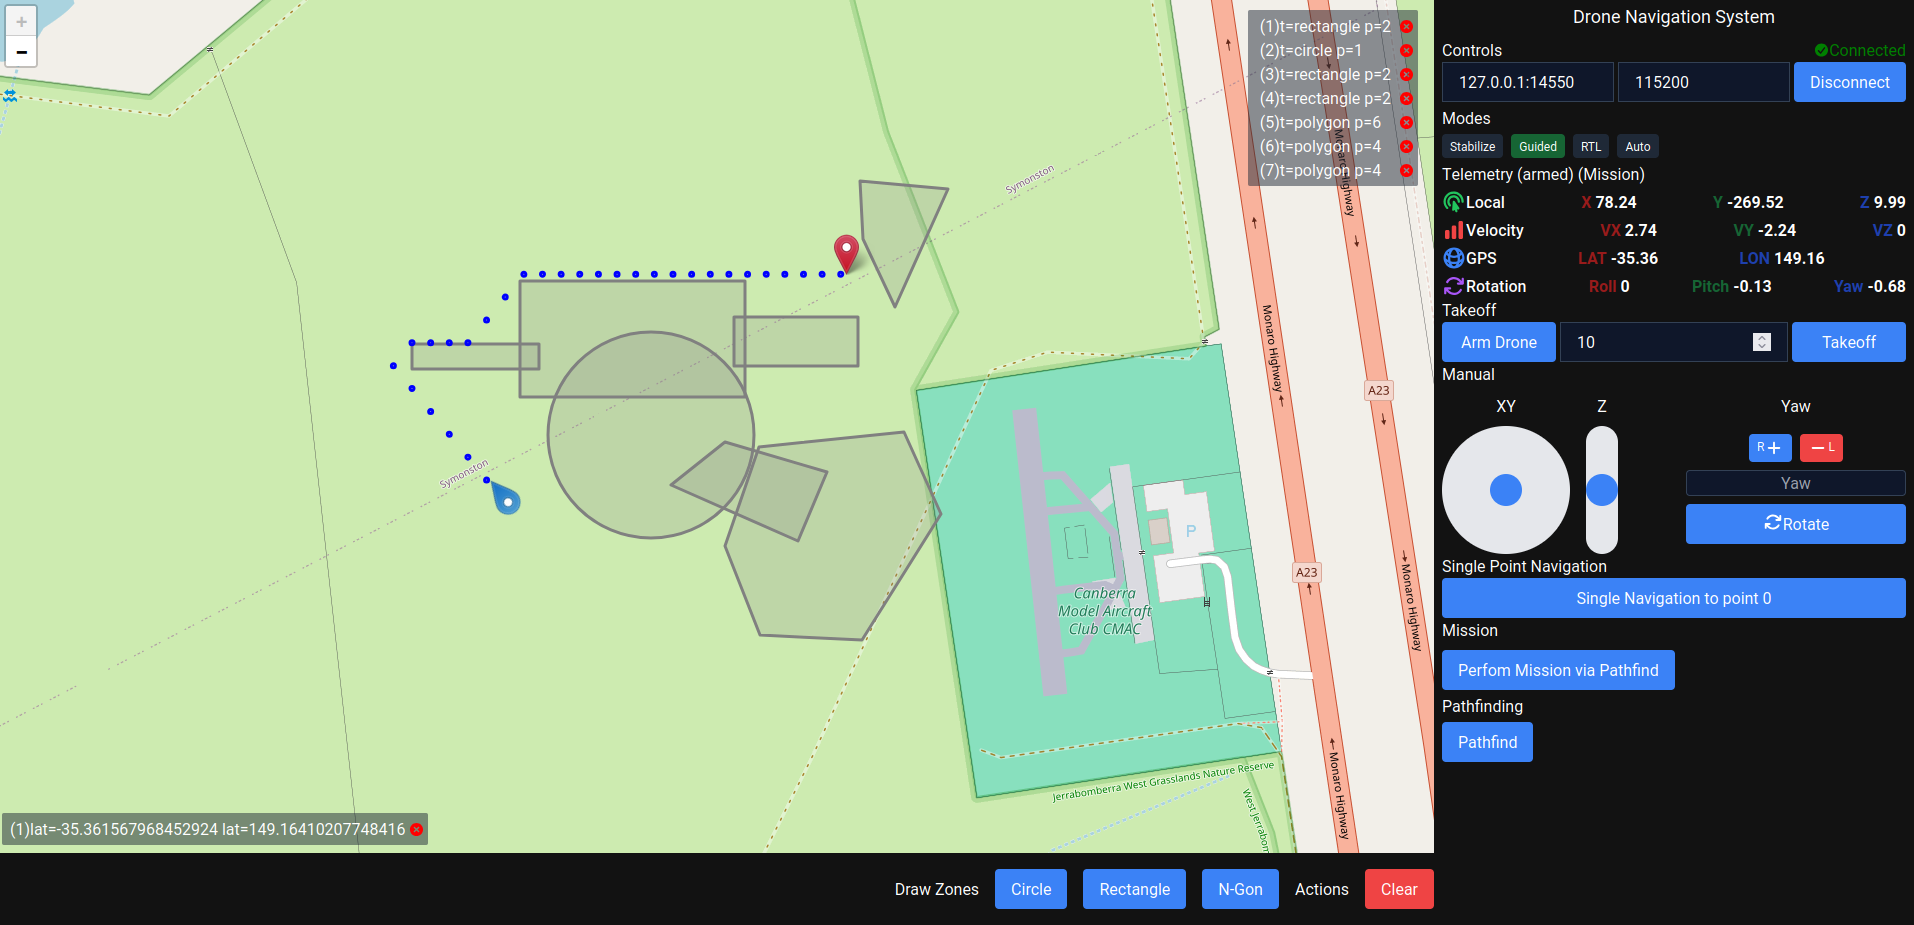 +
−
(1)t=rectangle p=2
(2)t=circle p=1
(3)t=rectangle p=2
(4)t=rectangle p=2
(5)t=polygon p=6
(6)t=polygon p=4
(7)t=polygon p=4
Symonston
Symonston
Monaro Highway
Monaro Highway
Monaro Highway
Monaro Highway
A23
A23
P
Canberra
Model Aircraft
Club CMAC
Jerrabomberra West Grasslands Nature Reserve
West Jerrabom
(1)lat=-35.361567968452924 lat=149.16410207748416
Draw Zones
Circle
Rectangle
N-Gon
Actions
Clear
Drone Navigation System
Controls
Connected
127.0.0.1:14550
115200
Disconnect
Modes
Stabilize
Guided
RTL
Auto
Telemetry (armed) (Mission)
Local X 78.24 Y -269.52 Z 9.99
Velocity VX 2.74 VY -2.24 VZ 0
GPS LAT -35.36 LON 149.16
Rotation Roll 0 Pitch -0.13 Yaw -0.68
Takeoff
Arm Drone
10
Takeoff
Manual
XY
Z
Yaw
R +
− L
Yaw
Rotate
Single Point Navigation
Single Navigation to point 0
Mission
Perfom Mission via Pathfind
Pathfinding
Pathfind